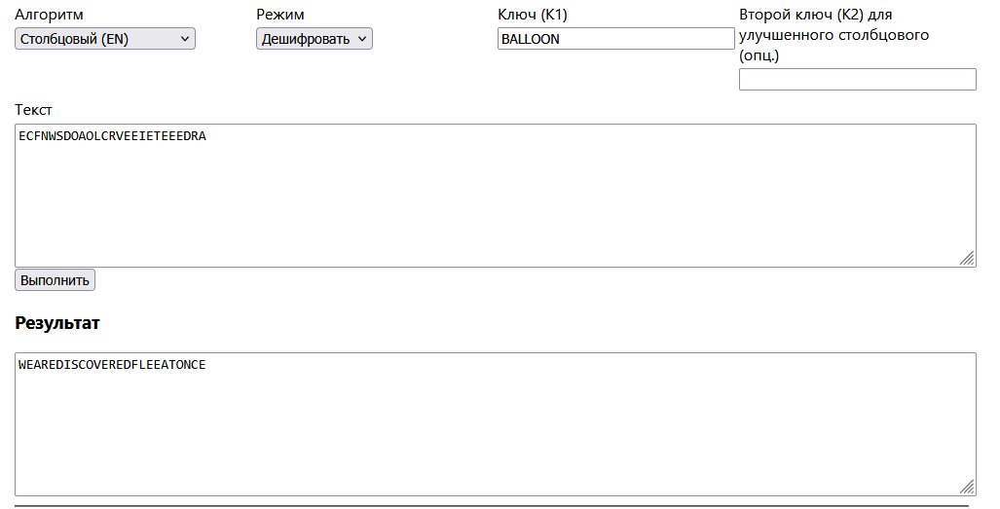 Алгоритм
Столбцовый (EN)
Режим
Дешифровать
Ключ (K1)
BALLOON
Второй ключ (K2) для
улучшенного столбцового
(опц.)
Текст
ECFNWSDOAOLCRVEEIETEEEDRA
Выполнить
Результат
WEAREDISCOVEREDFLEEATONCE